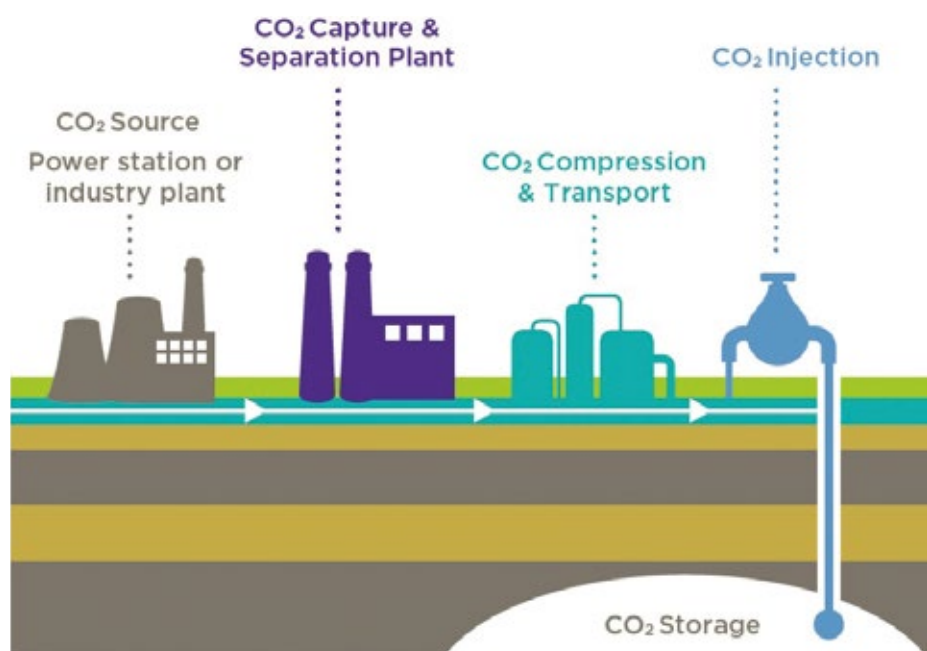 CO₂ Source
Power station or
industry plant
CO₂ Capture &
Separation Plant
CO₂ Compression
& Transport
CO₂ Injection
CO₂ Storage